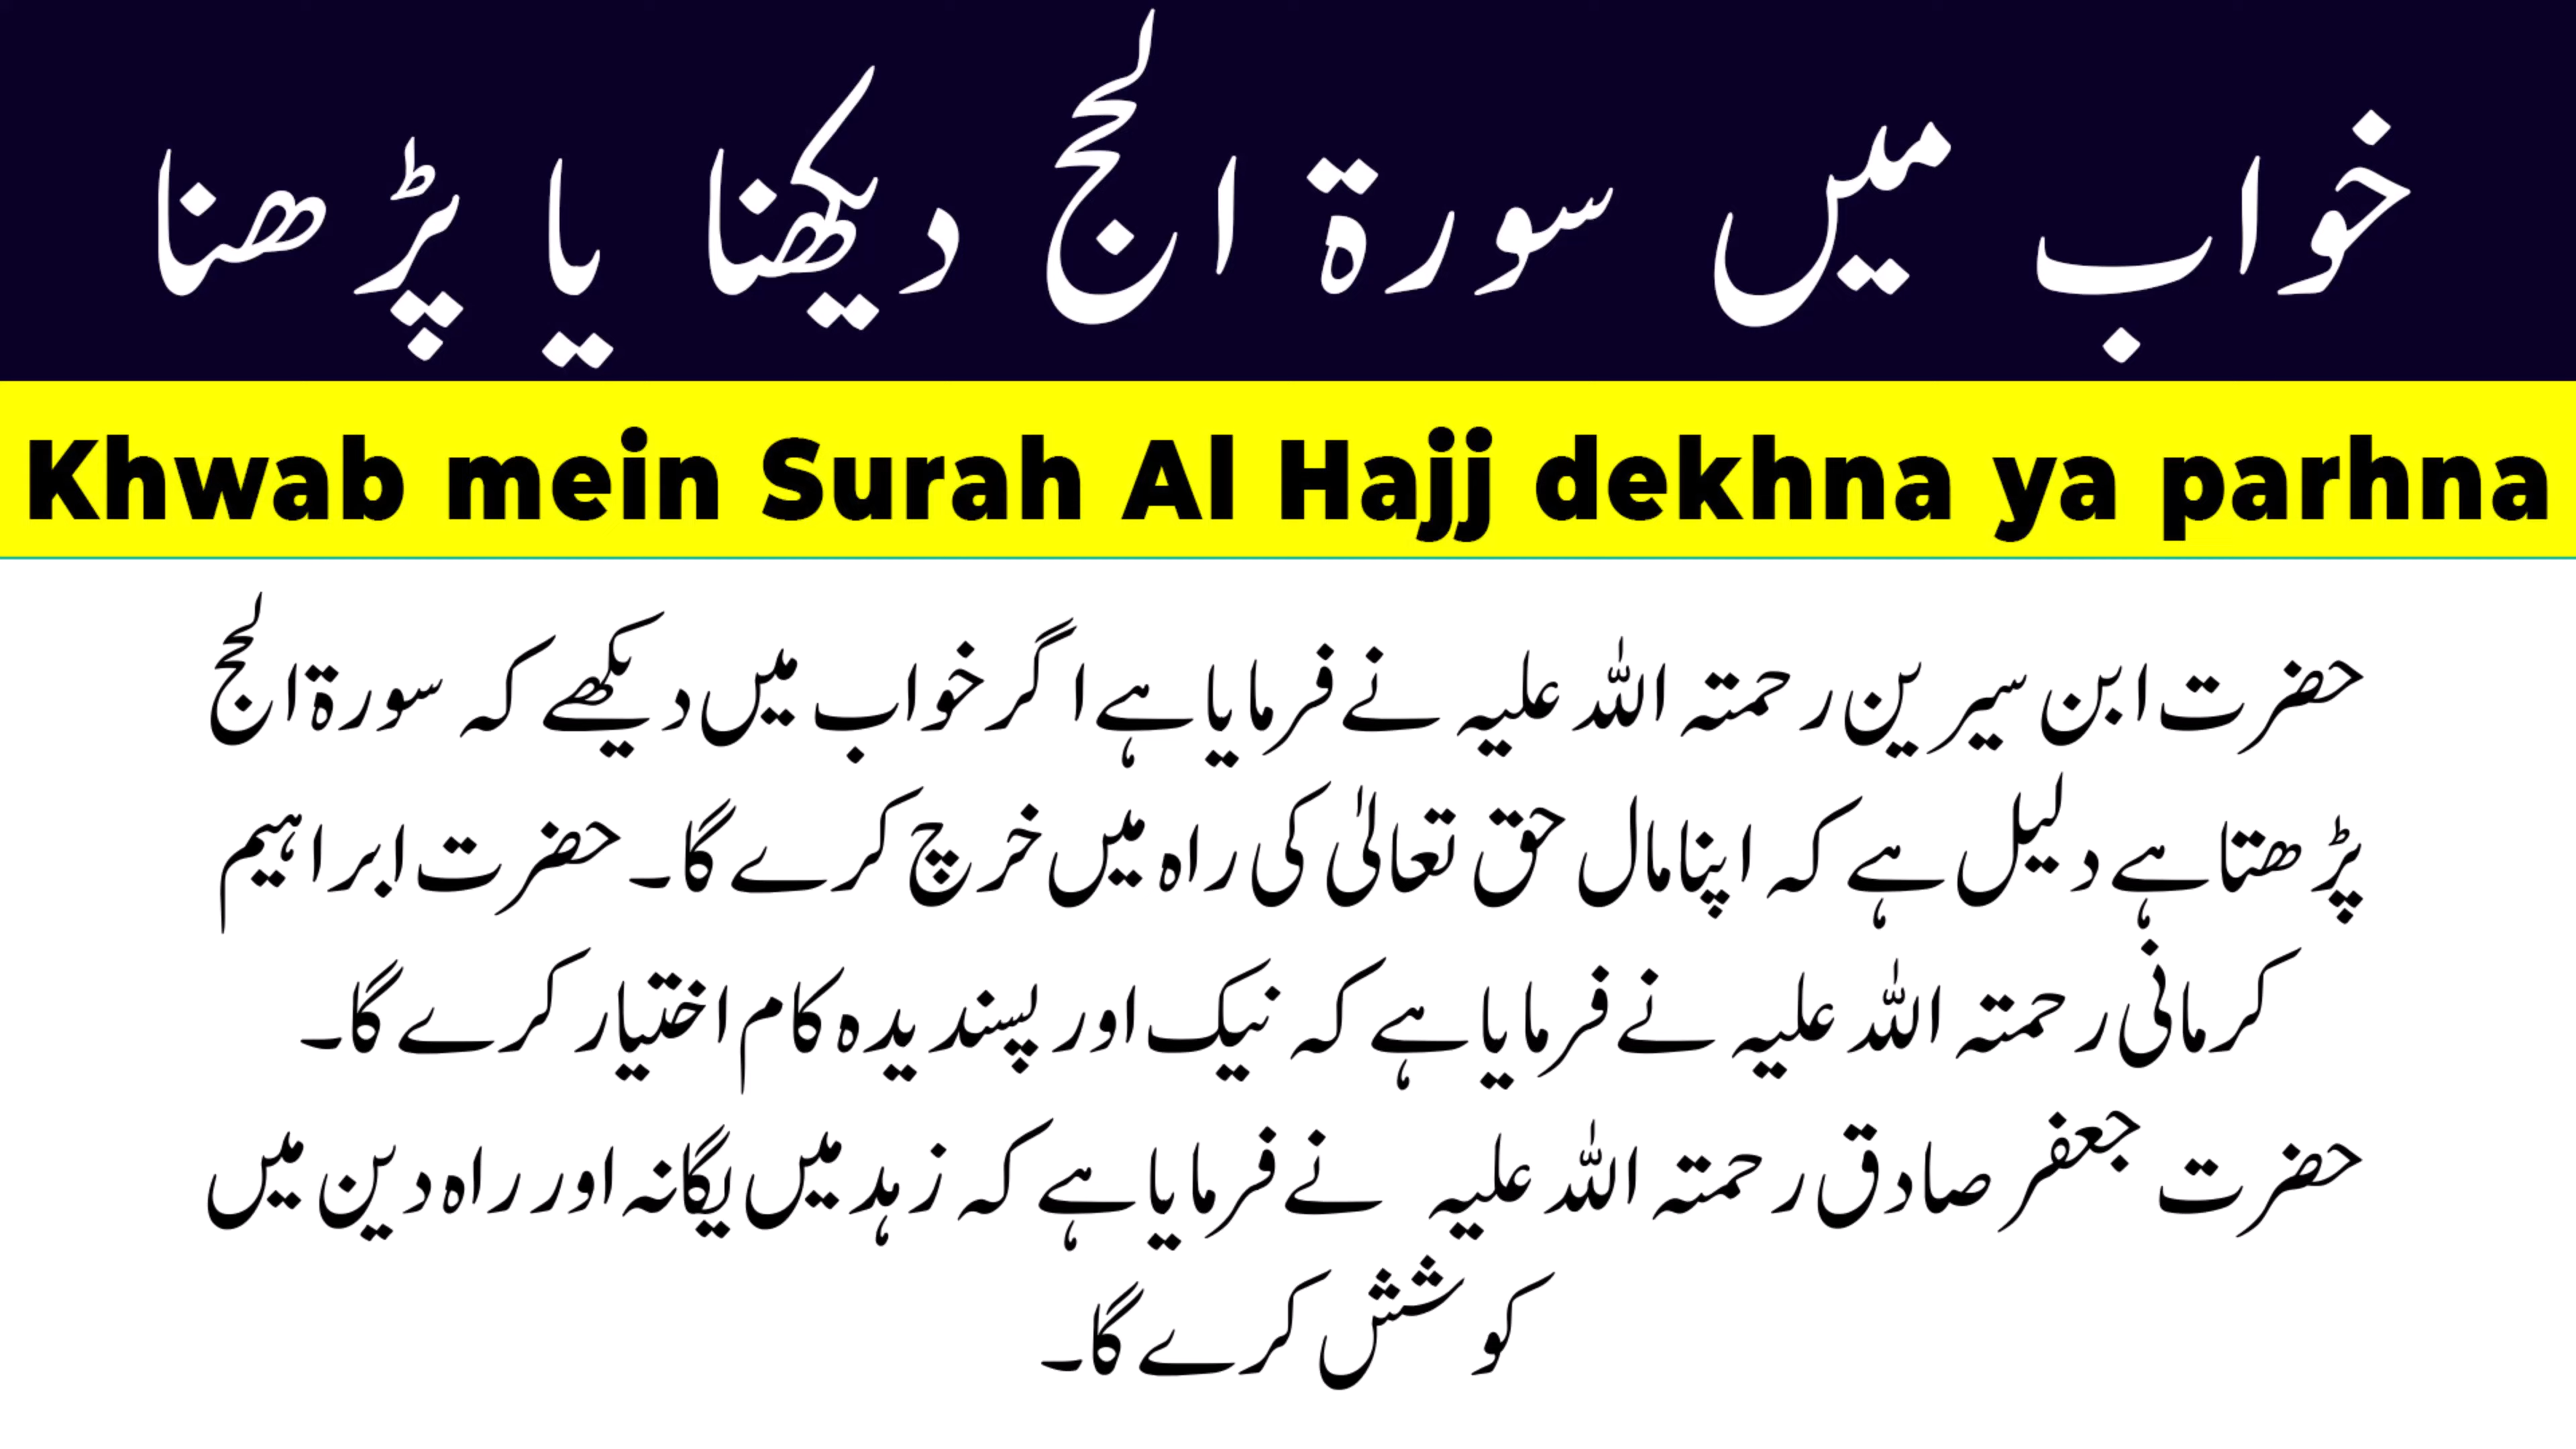 خواب میں سورۃ الحج دیکھنا یا پڑھنا
Khwab mein Surah Al Hajj dekhna ya parhna
حضرت ابن سیرین رحمتہ اللہ علیہ نے فرمایا ہے اگر خواب میں دیکھے کہ سورۃ الحج
پڑھتا ہے دلیل ہے کہ اپنا مال حق تعالیٰ کی راہ میں خرچ کرے گا۔ حضرت ابراہیم
کرمانی رحمتہ اللہ علیہ نے فرمایا ہے کہ نیک اور پسندیدہ کام اختیار کرے گا۔
حضرت جعفر صادق رحمتہ اللہ علیہ نے فرمایا ہے کہ زہد میں یگانہ اور راہ دین میں
کوشش کرے گا۔